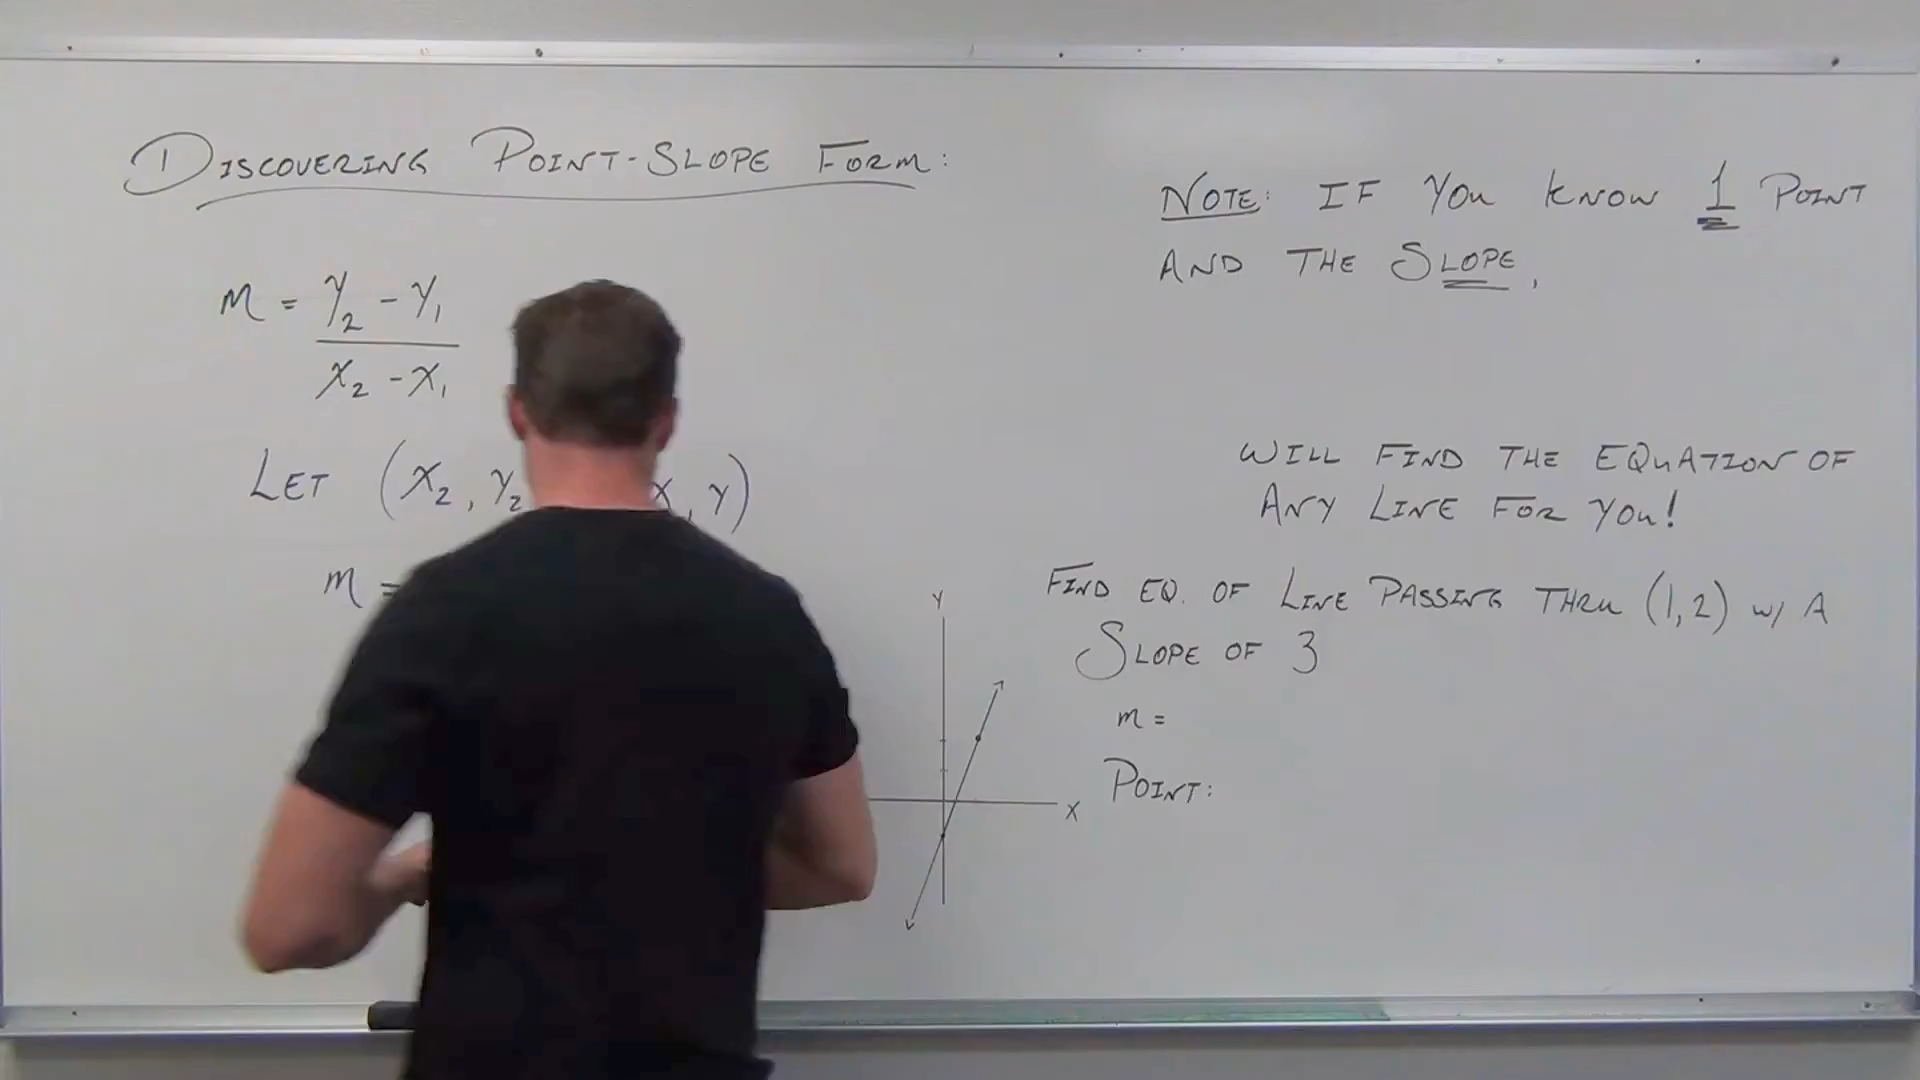 DISCOVERING POINT-SLOPE FORM:
m = y₂ - y₁
x₂ - x₁
LET (x₂, y₂ x, y)
m =
NOTE: IF YOU KNOW 1 POINT
AND THE SLOPE,
WILL FIND THE EQUATION OF
ANY LINE FOR YOU!
FIND EQ. OF LINE PASSING THRU (1, 2) w/ A
SLOPE OF 3
m =
POINT:
Y
X